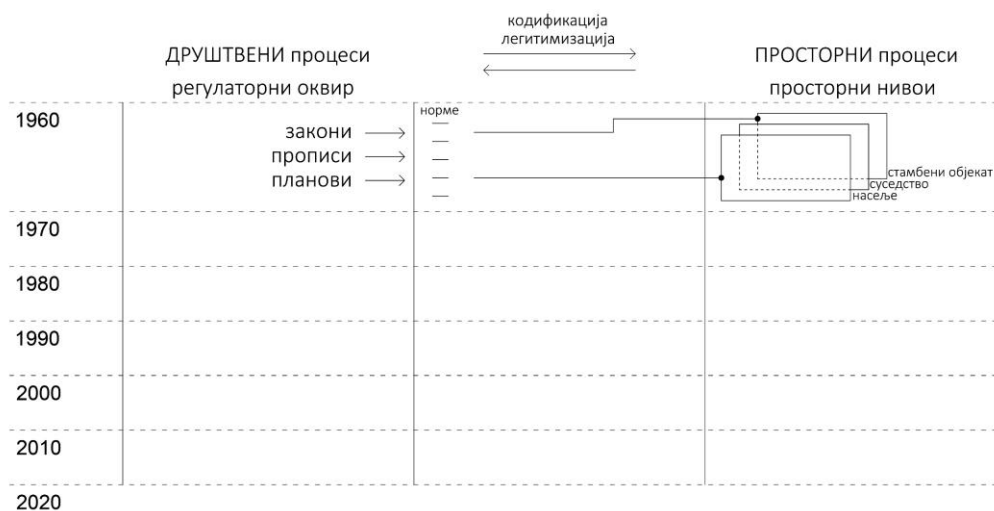 кодификација
легитимизација
ДРУШТВЕНИ процеси
регулаторни оквир
ПРОСТОРНИ процеси
просторни нивои
1960
норме
закони
прописи
планови
стамбени објекат
суседство
насеље
1970
1980
1990
2000
2010
2020